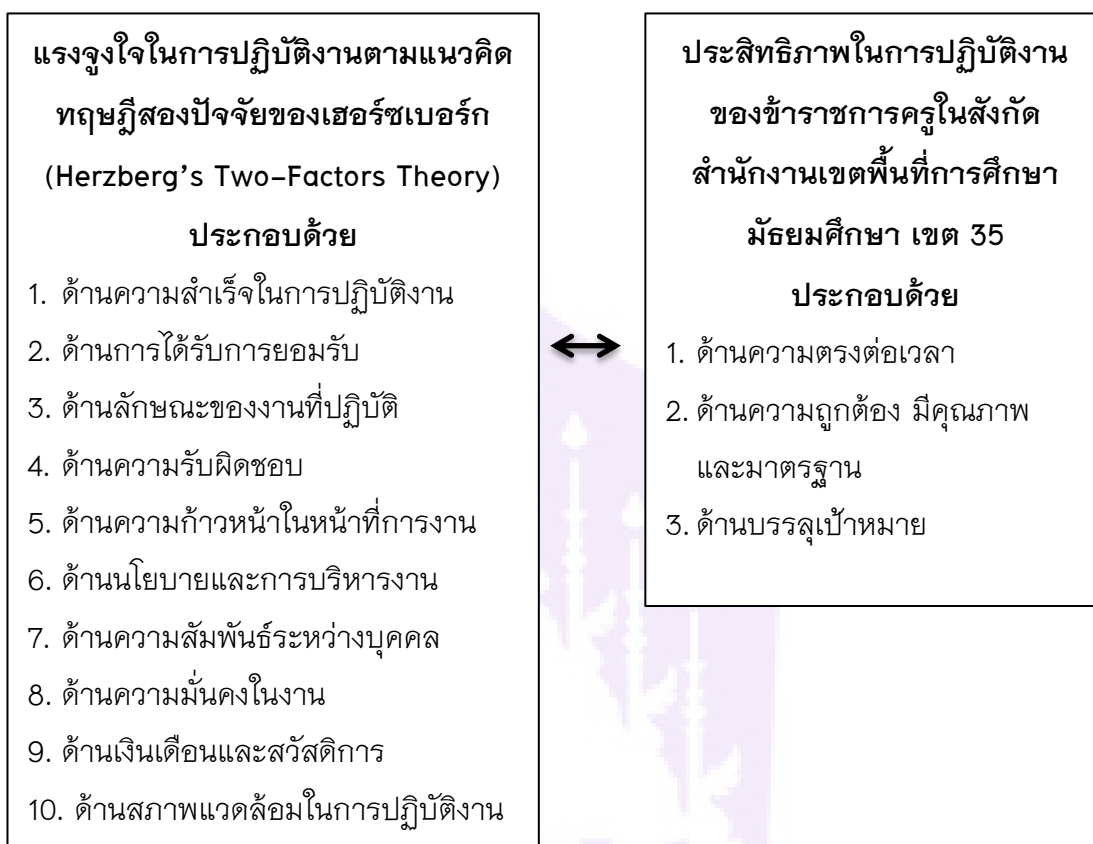 แรงจูงใจในการปฏิบัติงานตามแนวคิด
ทฤษฎีสองปัจจัยของเฮอร์ซเบอร์ก
(Herzberg’s Two–Factors Theory)
ประกอบด้วย
1. ด้านความสำเร็จในการปฏิบัติงาน
2. ด้านการได้รับการยอมรับ
3. ด้านลักษณะของงานที่ปฏิบัติ
4. ด้านความรับผิดชอบ
5. ด้านความก้าวหน้าในหน้าที่การงาน
6. ด้านนโยบายและการบริหารงาน
7. ด้านความสัมพันธ์ระหว่างบุคคล
8. ด้านความมั่นคงในงาน
9. ด้านเงินเดือนและสวัสดิการ
10. ด้านสภาพแวดล้อมในการปฏิบัติงาน
ประสิทธิภาพในการปฏิบัติงาน
ของข้าราชการครูในสังกัด
สำนักงานเขตพื้นที่การศึกษา
มัธยมศึกษา เขต 35
ประกอบด้วย
1. ด้านความตรงต่อเวลา
2. ด้านความถูกต้อง มีคุณภาพ
และมาตรฐาน
3. ด้านบรรลุเป้าหมาย